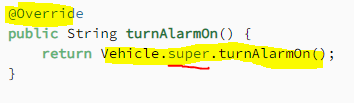 @Override
public String turnAlarmOn() {
    return Vehicle.super.turnAlarmOn();
}